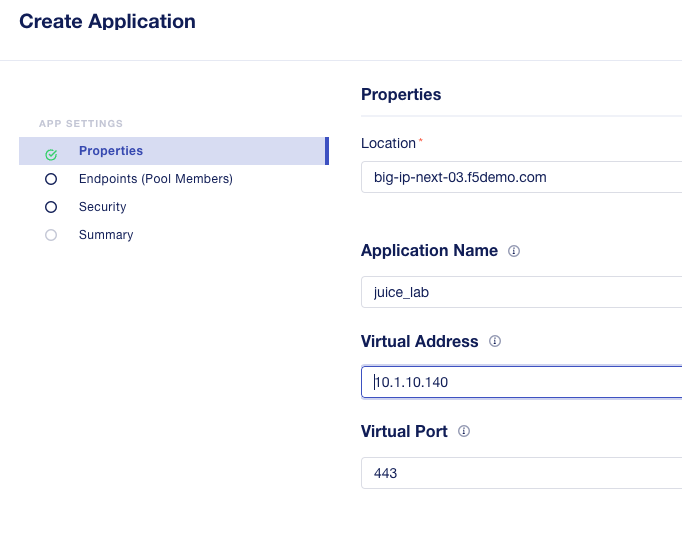 Create Application
APP SETTINGS
Properties
Endpoints (Pool Members)
Security
Summary
Properties
Location*
big-ip-next-03.f5demo.com
Application Name
juice_lab
Virtual Address
10.1.10.140
Virtual Port
443